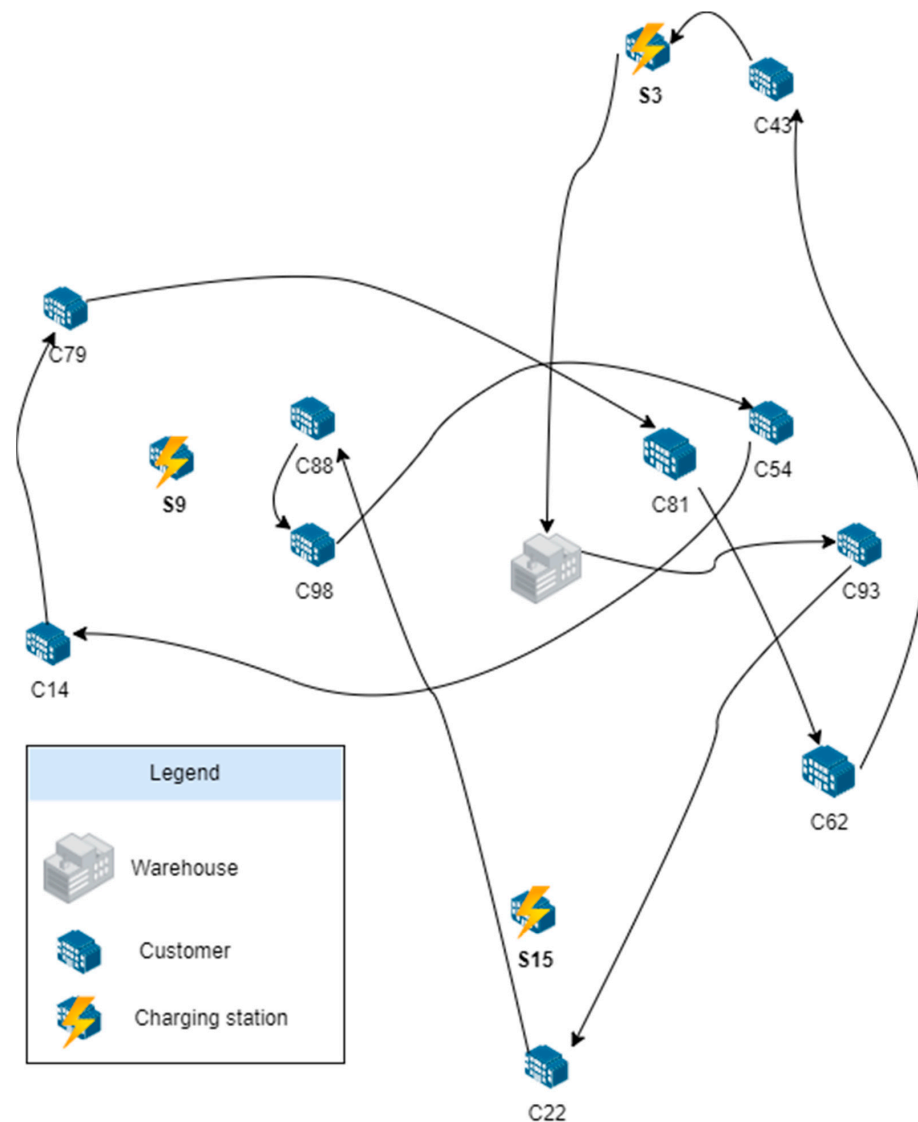 S3
C43
C79
C88
S9
C54
C81
C98
C93
C14
C62
Legend
Warehouse
Customer
Charging station
S15
C22